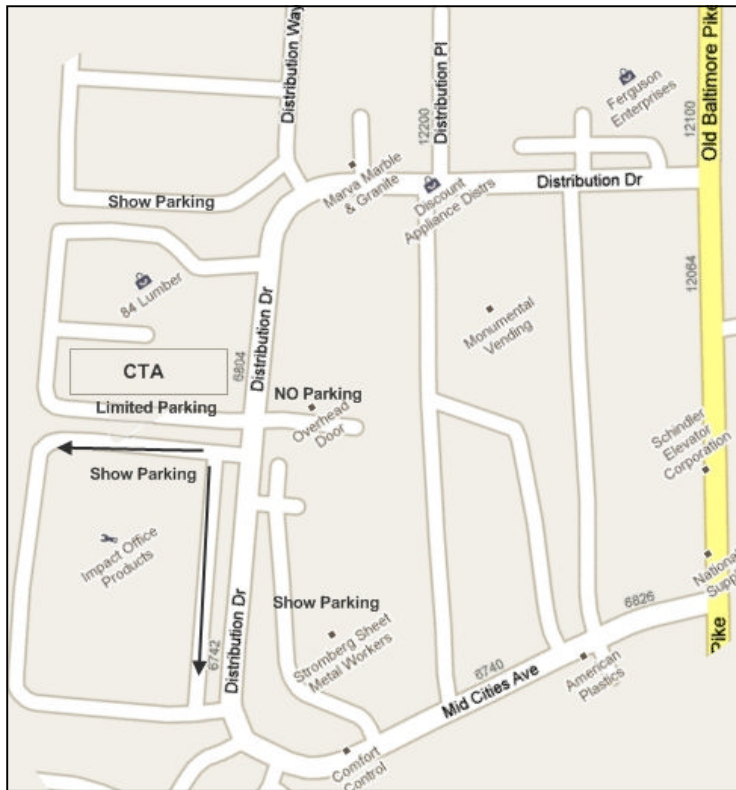 Distribution Way
Distribution Pl
12200
Old Baltimore Pike
12100
Ferguson
Enterprises
Marva Marble
& Granite
Discount
Appliance Distrs
Distribution Dr
Show Parking
84 Lumber
Distribution Dr
6804
12064
Monumental
Vending
CTA
NO Parking
Limited Parking
Overhead
Door
Schindler
Elevator
Corporation
Show Parking
Impact Office
Products
National
Show Parking
6826
Pike
6742
Distribution Dr
Stromberg Sheet
Metal Workers
6740
Mid Cities Ave
American
Plastics
Comfort
Control